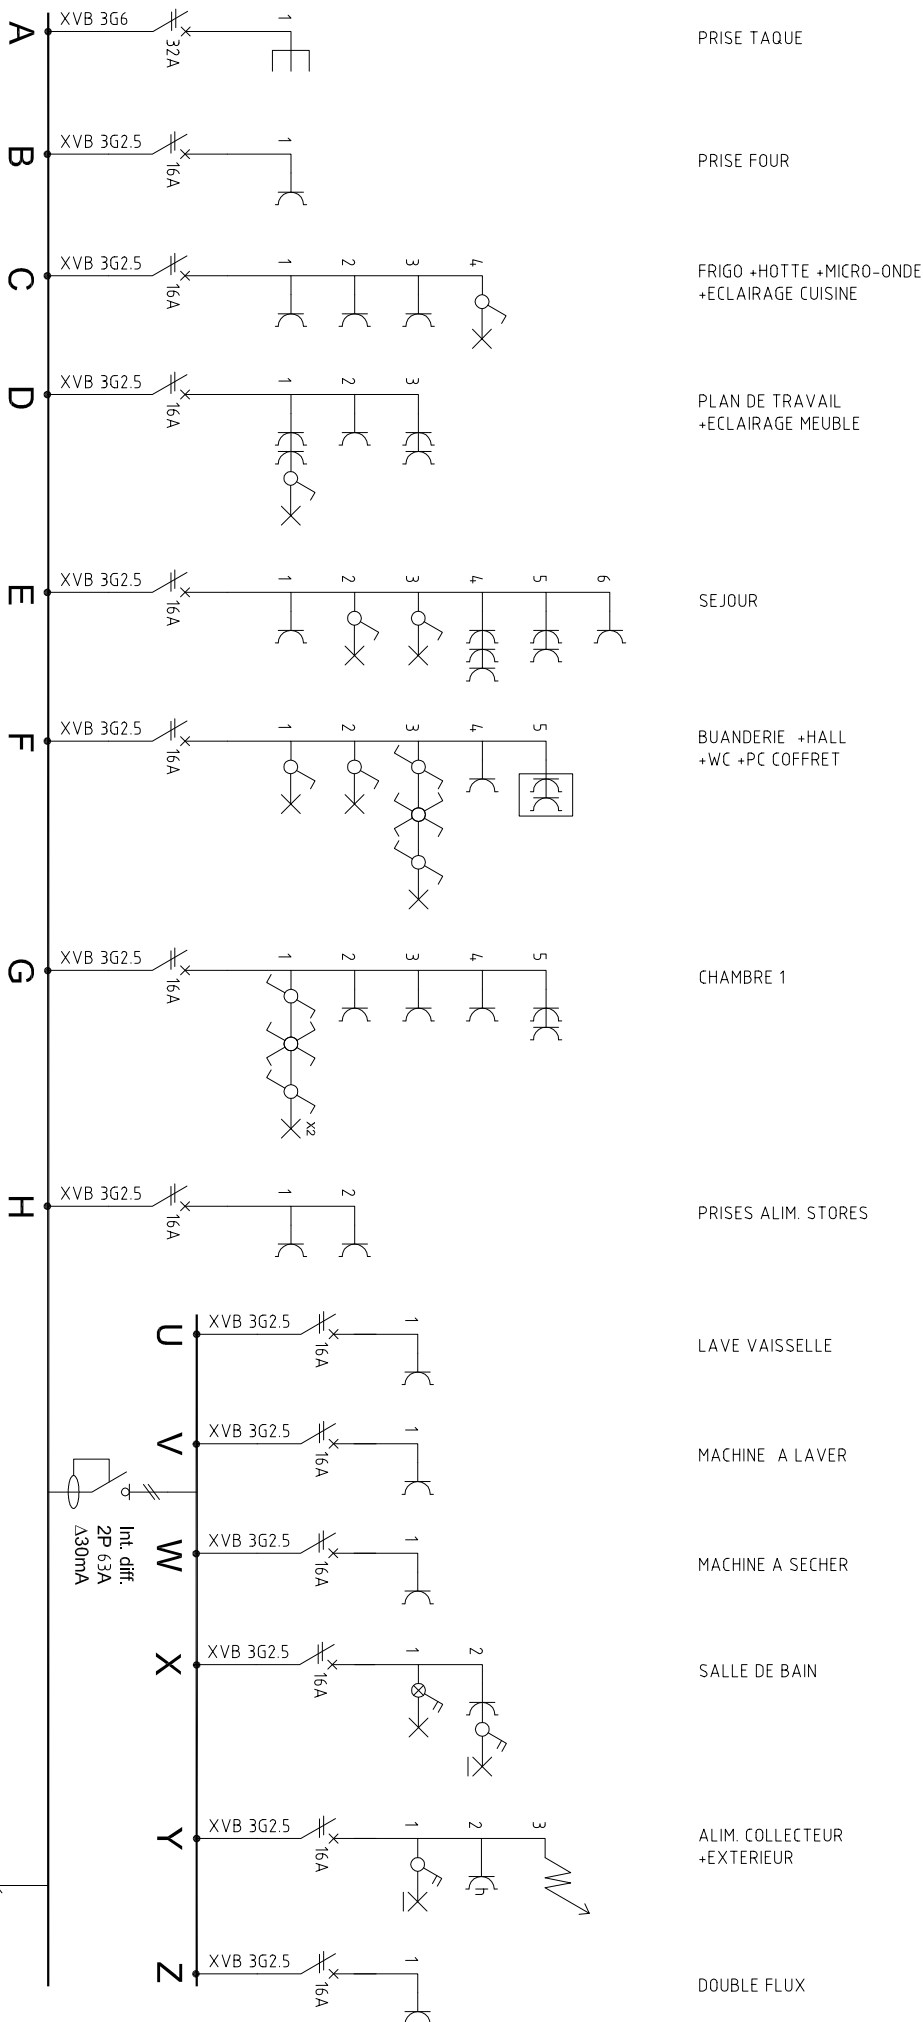 A
XVB 3G6
32A
1
PRISE TAQUE
B
XVB 3G2.5
16A
1
PRISE FOUR
C
XVB 3G2.5
16A
1 2 3 4
FRIGO +HOTTE +MICRO-ONDE
+ECLAIRAGE CUISINE
D
XVB 3G2.5
16A
1 2 3
PLAN DE TRAVAIL
+ECLAIRAGE MEUBLE
E
XVB 3G2.5
16A
1 2 3 4 5 6
SEJOUR
F
XVB 3G2.5
16A
1 2 3 4 5
BUANDERIE +HALL
+WC +PC COFFRET
G
XVB 3G2.5
16A
1 2 3 4 5
X2
CHAMBRE 1
H
XVB 3G2.5
16A
1 2
PRISES ALIM. STORES
U
XVB 3G2.5
16A
1
LAVE VAISSELLE
V
XVB 3G2.5
16A
1
MACHINE A LAVER
Int. diff.
2P 63A
Δ30mA
W
XVB 3G2.5
16A
1
MACHINE A SECHER
X
XVB 3G2.5
16A
1 2
SALLE DE BAIN
Y
XVB 3G2.5
16A
1 2 3
h
ALIM. COLLECTEUR
+EXTERIEUR
Z
XVB 3G2.5
16A
1
DOUBLE FLUX